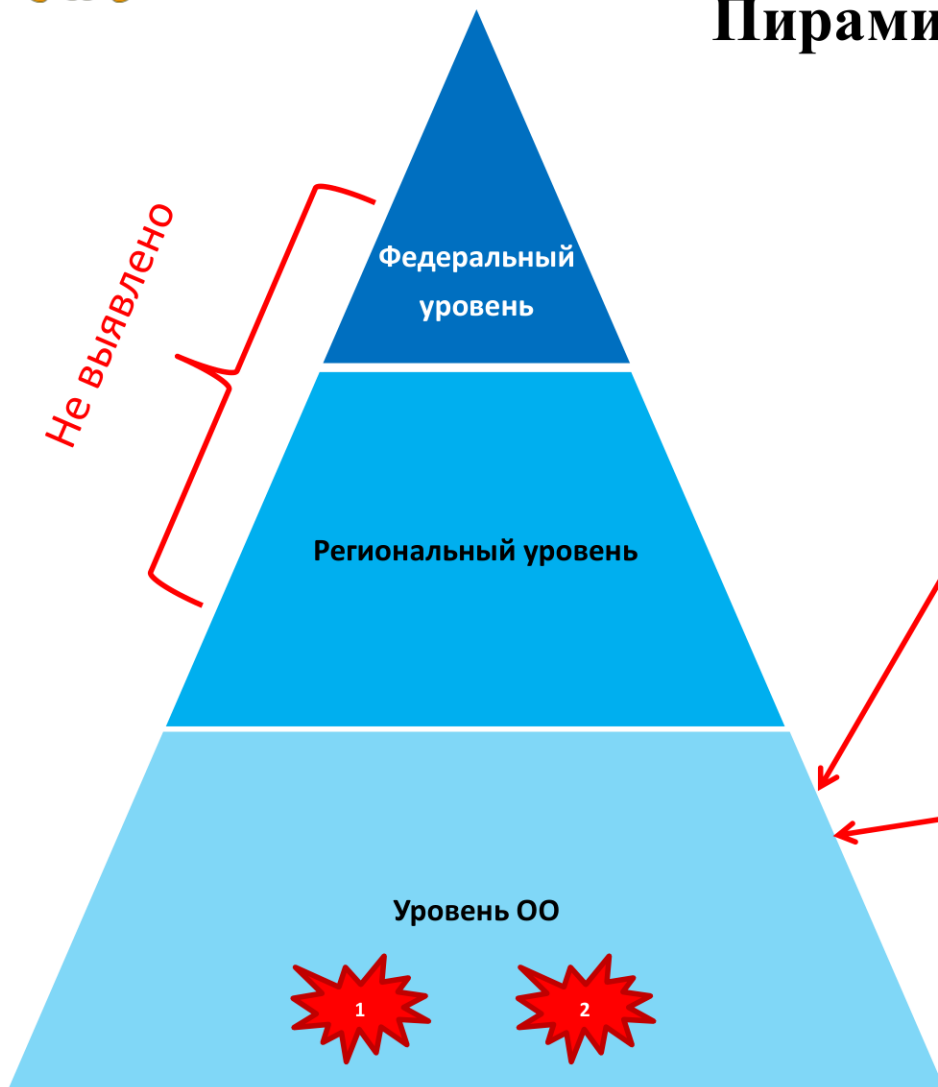 Пирами
Не выявлено
Федеральный
уровень
Региональный уровень
Уровень ОО
1
2